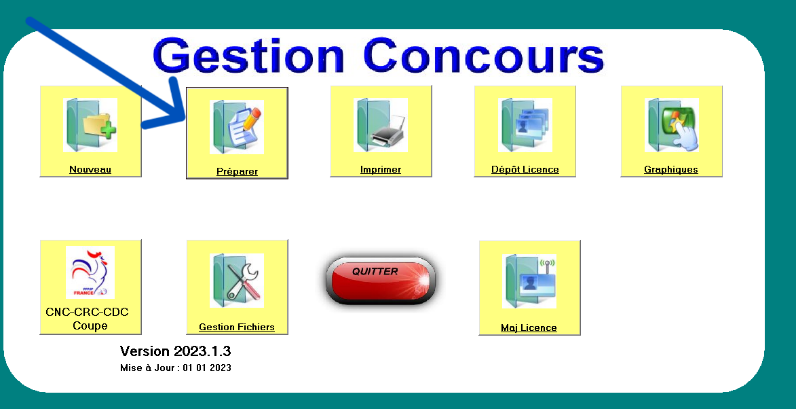 Gestion Concours
Nouveau
Préparer
Imprimer
Dépôt Licence
Graphiques
FRANCE
CNC-CRC-CDC
Coupe
Gestion Fichiers
QUITTER
Maj Licence
Version 2023.1.3
Mise à Jour : 01 01 2023